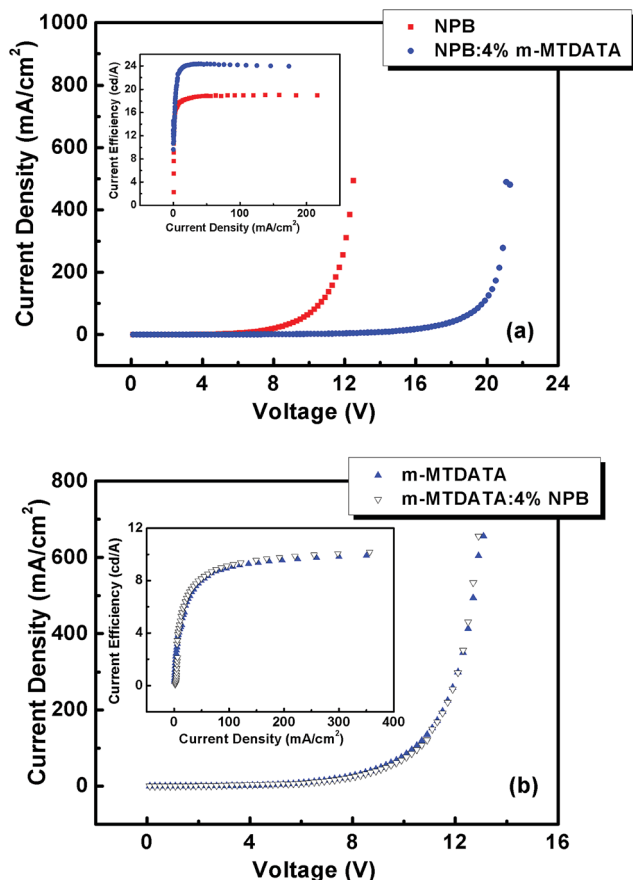 NPB
NPB:4% m-MTDATA
Current Density (mA/cm²)
1000
800
600
400
200
0
0 4 8 12 16 20 24
Voltage (V)
(a)
Current Efficiency (cd/A)
24
20
16
12
8
4
0
0 100 200
Current Density (mA/cm²)
m-MTDATA
m-MTDATA:4% NPB
Current Density (mA/cm²)
800
600
400
200
0
0 4 8 12 16
Voltage (V)
(b)
Current Efficiency (cd/A)
12
8
4
0
0 100 200 300 400
Current Density (mA/cm²)